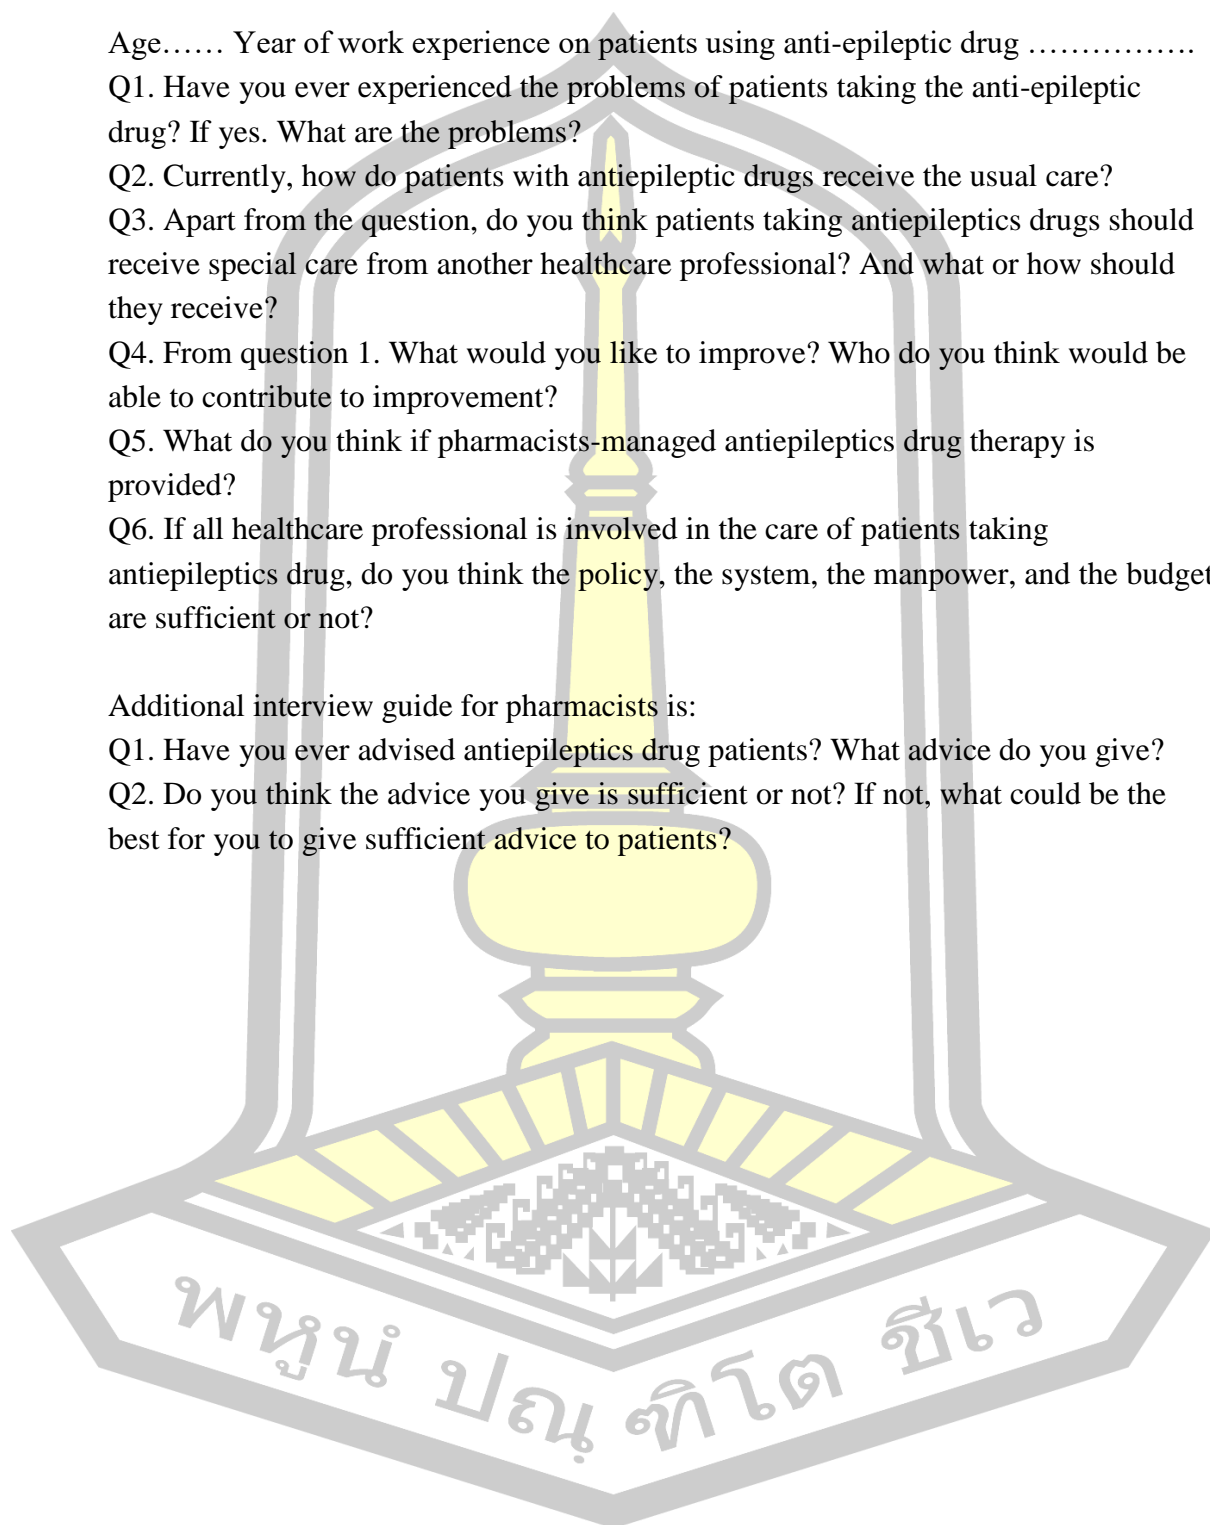 Age…… Year of work experience on patients using anti-epileptic drug …………….
Q1. Have you ever experienced the problems of patients taking the anti-epileptic
drug? If yes. What are the problems?
Q2. Currently, how do patients with antiepileptic drugs receive the usual care?
Q3. Apart from the question, do you think patients taking antiepileptics drugs should
receive special care from another healthcare professional? And what or how should
they receive?
Q4. From question 1. What would you like to improve? Who do you think would be
able to contribute to improvement?
Q5. What do you think if pharmacists-managed antiepileptics drug therapy is
provided?
Q6. If all healthcare professional is involved in the care of patients taking
antiepileptics drug, do you think the policy, the system, the manpower, and the budget
are sufficient or not?
Additional interview guide for pharmacists is:
Q1. Have you ever advised antiepileptics drug patients? What advice do you give?
Q2. Do you think the advice you give is sufficient or not? If not, what could be the
best for you to give sufficient advice to patients?
พหูนํ ปณฺฑิโต ชีเว